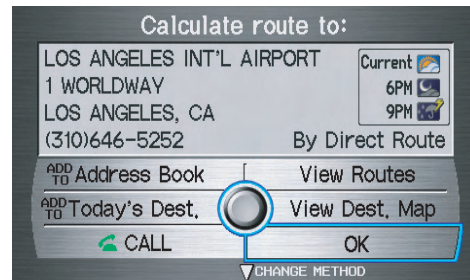 Calculate route to:
LOS ANGELES INT'L AIRPORT
1 WORLDWAY
LOS ANGELES, CA
(310)646-5252
By Direct Route
Current
6PM
9PM
ADD TO Address Book
View Routes
ADD TO Today's Dest.
View Dest. Map
CALL
OK
CHANGE METHOD